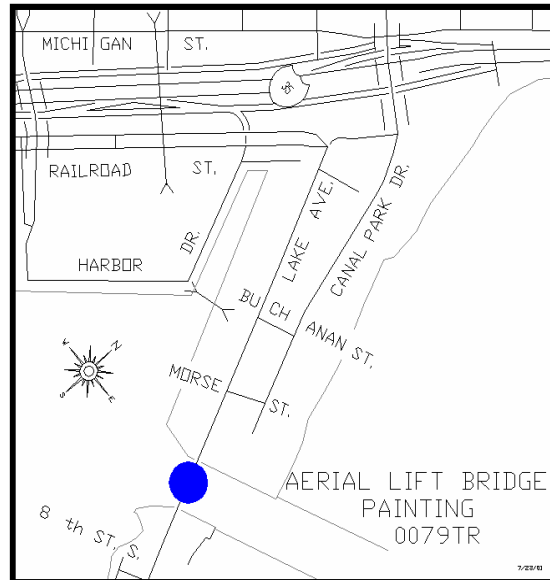 MICHIGAN ST.
35
RAILROAD ST.
HARBOR DR.
LAKE AVE.
CANAL PARK DR.
BUCHANAN ST.
W N
S E
MORSE ST.
AERIAL LIFT BRIDGE
PAINTING
0079TR
8 th ST. S.